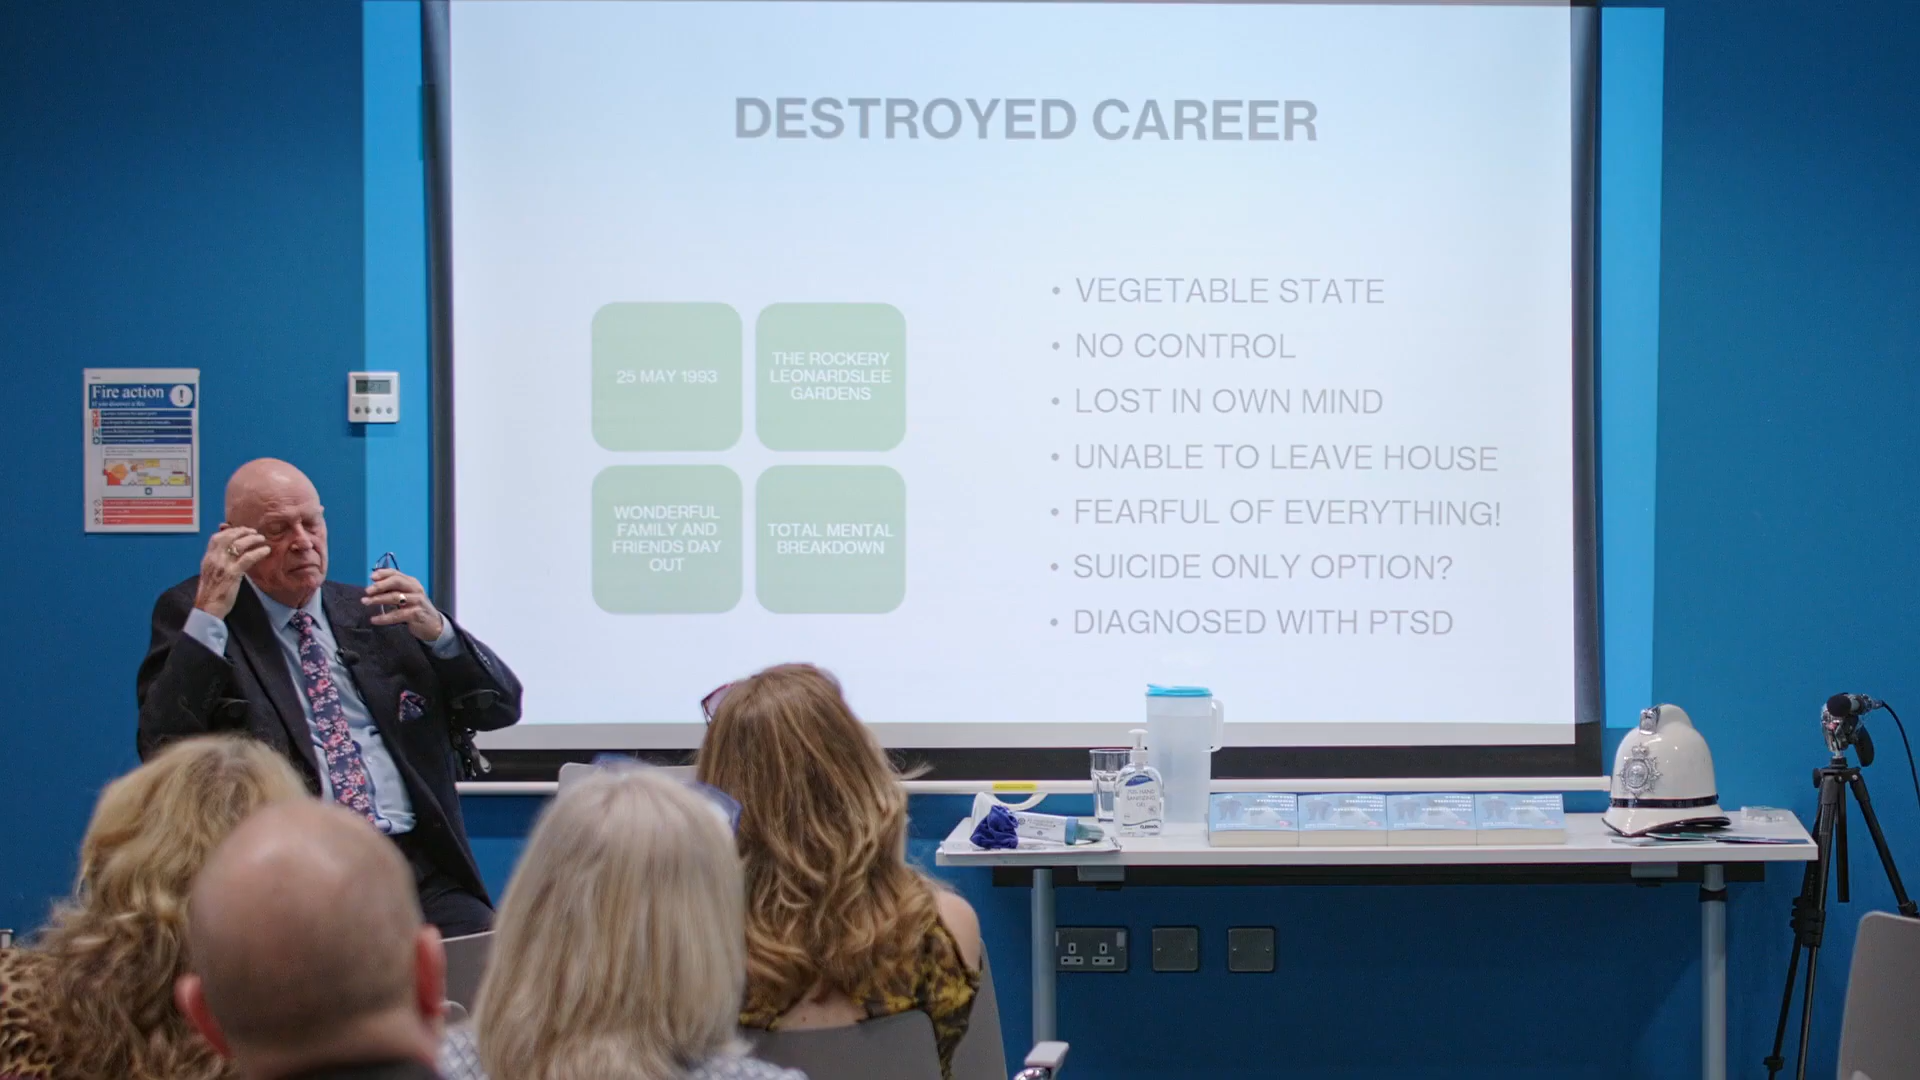 DESTROYED CAREER
25 MAY 1993
THE ROCKERY
LEONARDSLEE
GARDENS
WONDERFUL
FAMILY AND
FRIENDS DAY
OUT
TOTAL MENTAL
BREAKDOWN
• VEGETABLE STATE
• NO CONTROL
• LOST IN OWN MIND
• UNABLE TO LEAVE HOUSE
• FEARFUL OF EVERYTHING!
• SUICIDE ONLY OPTION?
• DIAGNOSED WITH PTSD
Fire action